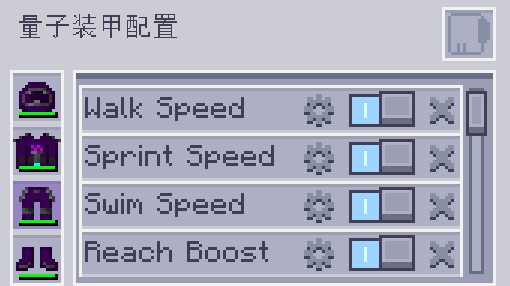 量子装甲配置
Walk Speed
Sprint Speed
Swim Speed
Reach Boost